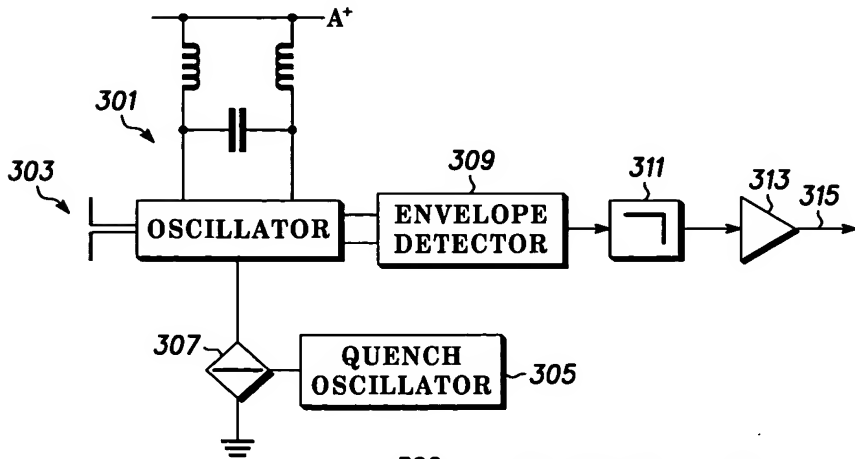 A+
301
303
309
311
313
315
OSCILLATOR
ENVELOPE
DETECTOR
307
QUENCH
OSCILLATOR
305